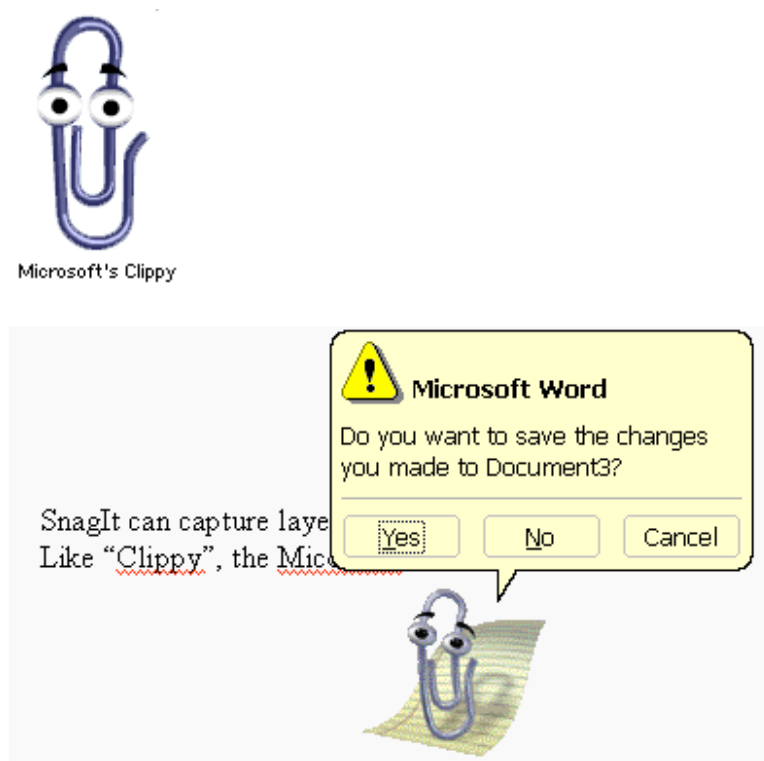 Microsoft's Clippy
Microsoft Word
Do you want to save the changes
you made to Document3?
Yes No Cancel
SnagIt can capture laye
Like “Clippy”, the Mic